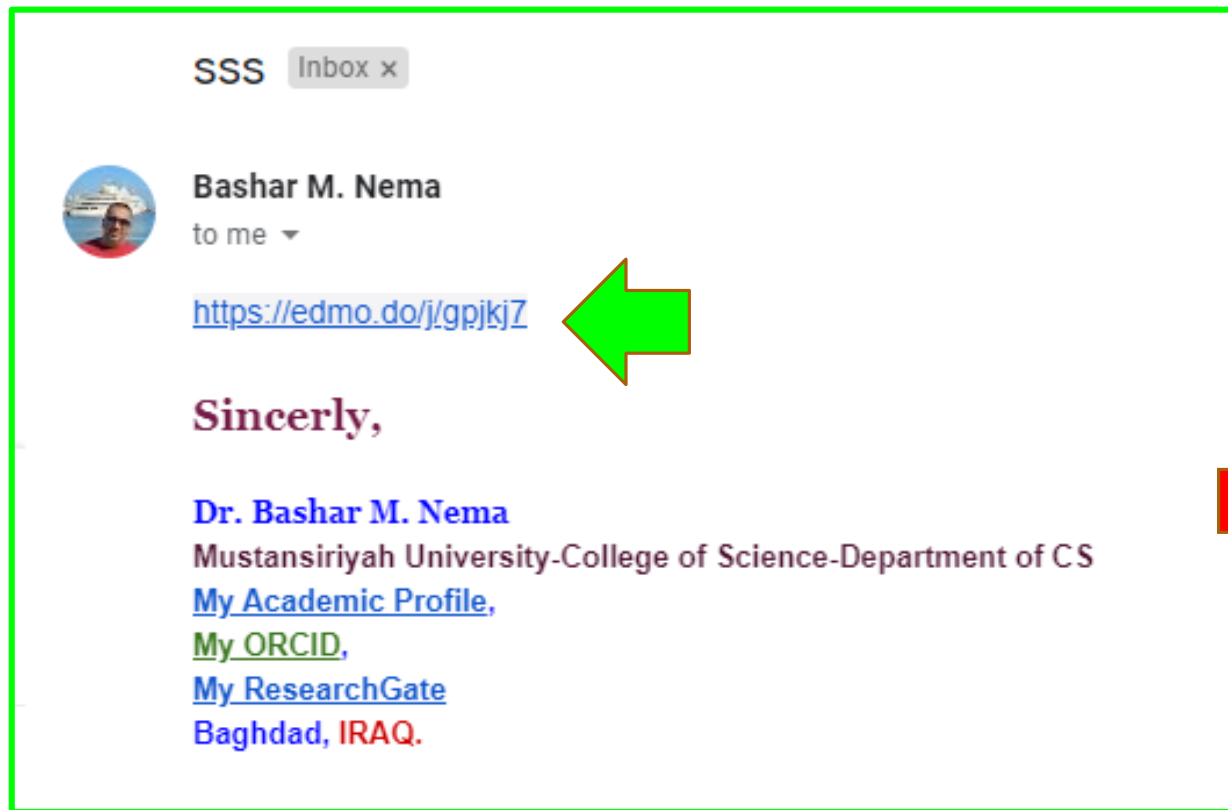 sss Inbox x
Bashar M. Nema
to me
https://edmo.do/j/gpjkj7
Sincerly,
Dr. Bashar M. Nema
Mustansiriyah University-College of Science-Department of CS
My Academic Profile,
My ORCID,
My ResearchGate
Baghdad, IRAQ.